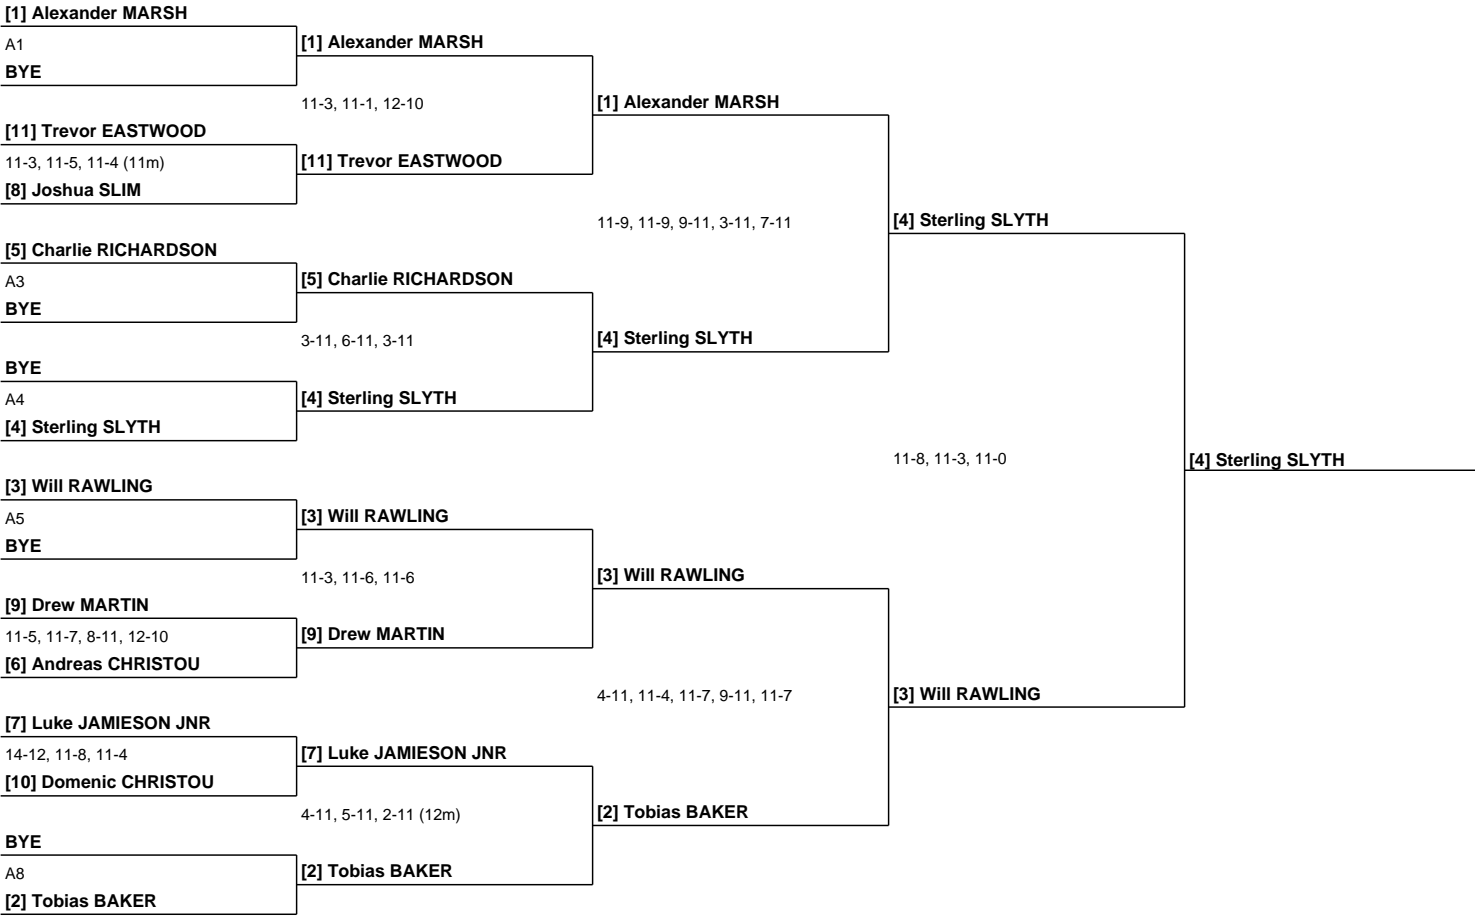 [1] Alexander MARSH
A1
BYE
[11] Trevor EASTWOOD
11-3, 11-5, 11-4 (11m)
[8] Joshua SLIM
[5] Charlie RICHARDSON
A3
BYE
BYE
A4
[4] Sterling SLYTH
[3] Will RAWLING
A5
BYE
[9] Drew MARTIN
11-5, 11-7, 8-11, 12-10
[6] Andreas CHRISTOU
[7] Luke JAMIESON JNR
14-12, 11-8, 11-4
[10] Domenic CHRISTOU
BYE
A8
[2] Tobias BAKER
[1] Alexander MARSH
11-3, 11-1, 12-10
[11] Trevor EASTWOOD
[5] Charlie RICHARDSON
3-11, 6-11, 3-11
[4] Sterling SLYTH
[3] Will RAWLING
11-3, 11-6, 11-6
[9] Drew MARTIN
[7] Luke JAMIESON JNR
4-11, 5-11, 2-11 (12m)
[2] Tobias BAKER
[1] Alexander MARSH
11-9, 11-9, 9-11, 3-11, 7-11
[4] Sterling SLYTH
[3] Will RAWLING
4-11, 11-4, 11-7, 9-11, 11-7
[2] Tobias BAKER
[4] Sterling SLYTH
11-8, 11-3, 11-0
[3] Will RAWLING
[4] Sterling SLYTH